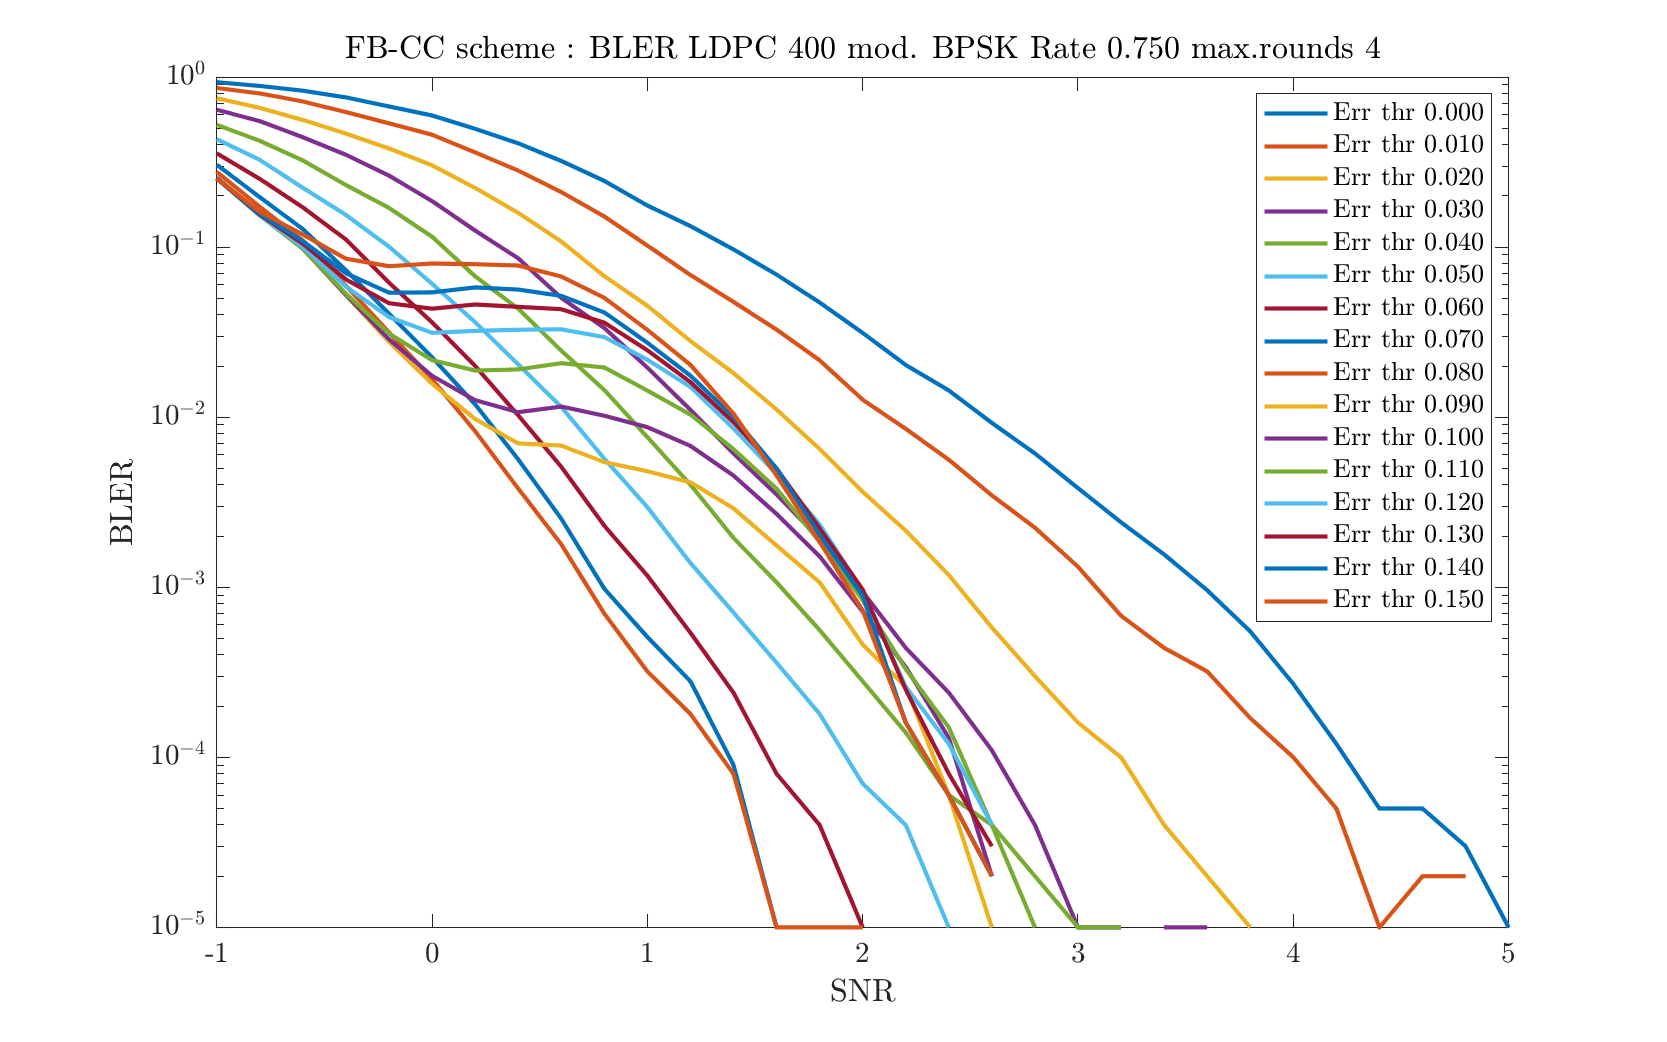 FB-CC scheme : BLER LDPC 400 mod. BPSK Rate 0.750 max.rounds 4
10^0
10^-1
10^-2
10^-3
10^-4
10^-5
BLER
-1 0 1 2 3 4 5
SNR
Err thr 0.000
Err thr 0.010
Err thr 0.020
Err thr 0.030
Err thr 0.040
Err thr 0.050
Err thr 0.060
Err thr 0.070
Err thr 0.080
Err thr 0.090
Err thr 0.100
Err thr 0.110
Err thr 0.120
Err thr 0.130
Err thr 0.140
Err thr 0.150